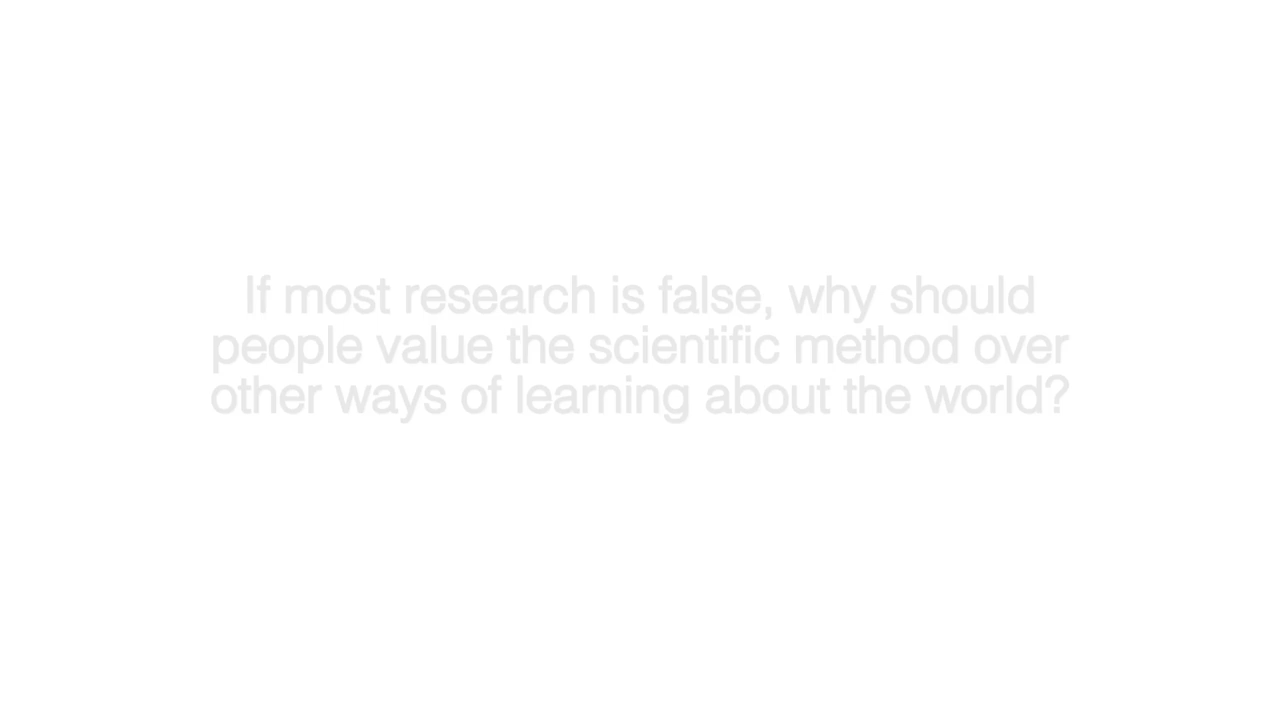 If most research is false, why should
people value the scientific method over
other ways of learning about the world?